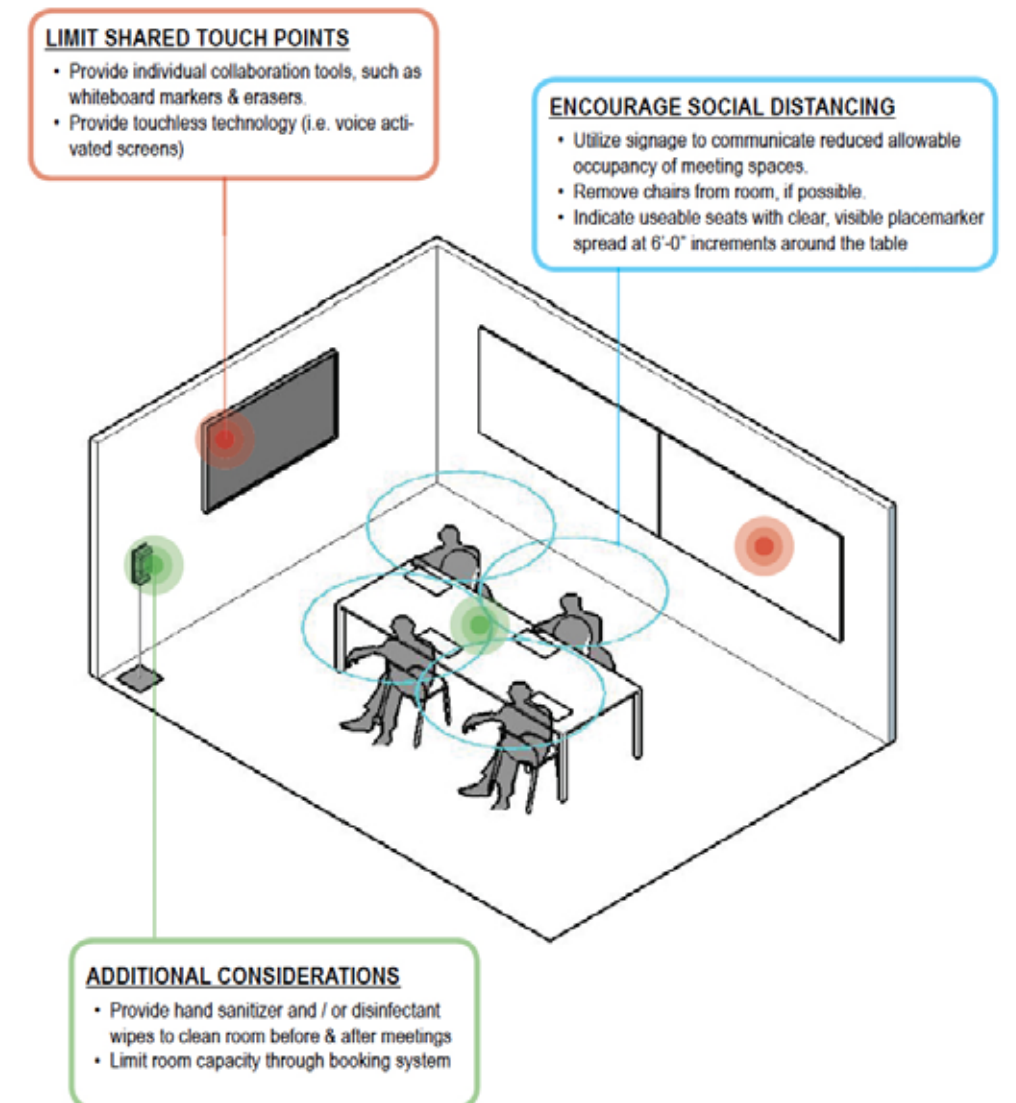 LIMIT SHARED TOUCH POINTS
• Provide individual collaboration tools, such as
whiteboard markers & erasers.
• Provide touchless technology (i.e. voice acti-
vated screens)
ENCOURAGE SOCIAL DISTANCING
• Utilize signage to communicate reduced allowable
occupancy of meeting spaces.
• Remove chairs from room, if possible.
• Indicate useable seats with clear, visible placemarker
spread at 6'-0" increments around the table
ADDITIONAL CONSIDERATIONS
• Provide hand sanitizer and / or disinfectant
wipes to clean room before & after meetings
• Limit room capacity through booking system